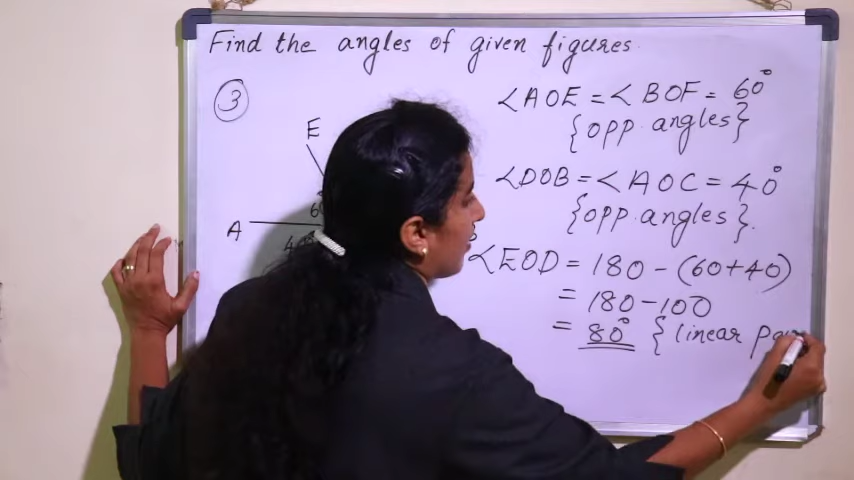 Find the angles of given figures.
3
E
A
40
<AOE = < BOF = 60°
{opp. angles}
<DOB = < AOC = 40°
{opp. angles}.
<EOD = 180 - (60+40)
= 180-100
= 80° {linear